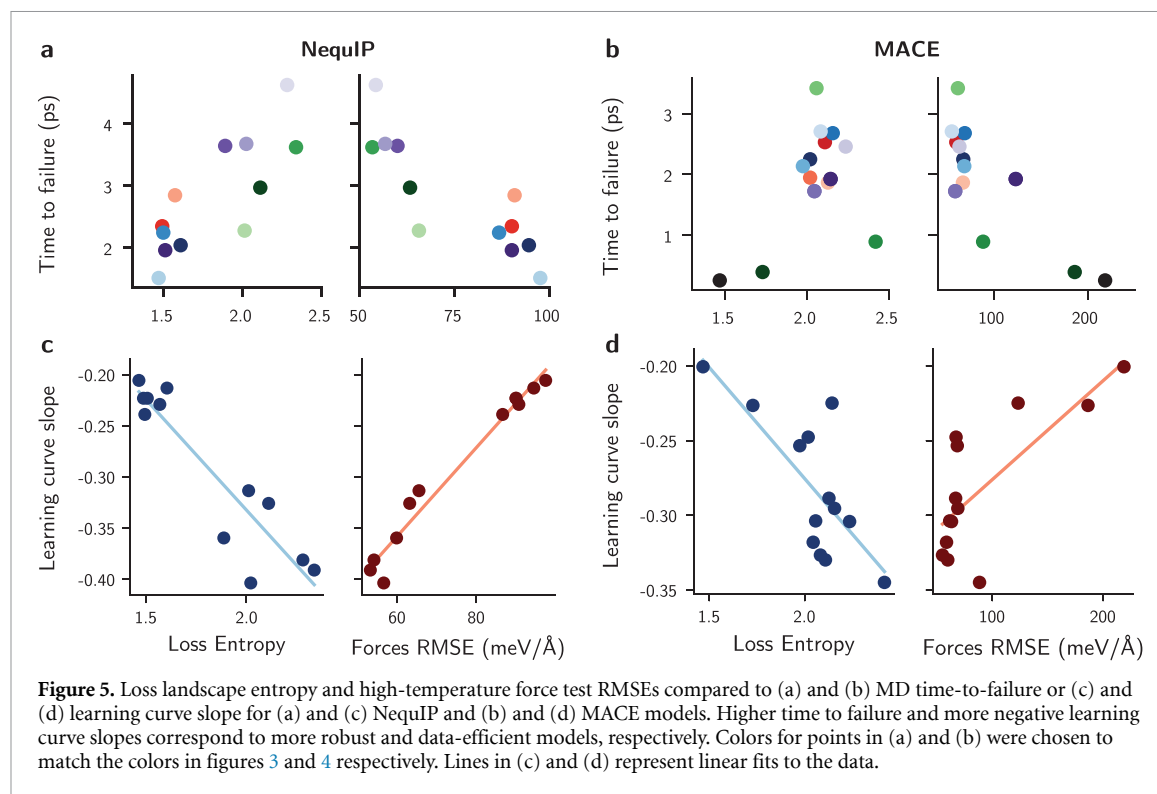 a
NequIP
b
MACE
Time to failure (ps)
4
3
2
1.5
2.0
2.5
50
75
100
Time to failure (ps)
3
2
1
1.5
2.0
2.5
100
200
c
Learning curve slope
-0.20
-0.25
-0.30
-0.35
-0.40
1.5
2.0
60
80
Loss Entropy
Forces RMSE (meV/Å)
d
Learning curve slope
-0.20
-0.25
-0.30
-0.35
1.5
2.0
100
200
Loss Entropy
Forces RMSE (meV/Å)
Figure 5. Loss landscape entropy and high-temperature force test RMSEs compared to (a) and (b) MD time-to-failure or (c) and
(d) learning curve slope for (a) and (c) NequIP and (b) and (d) MACE models. Higher time to failure and more negative learning
curve slopes correspond to more robust and data-efficient models, respectively. Colors for points in (a) and (b) were chosen to
match the colors in figures 3 and 4 respectively. Lines in (c) and (d) represent linear fits to the data.